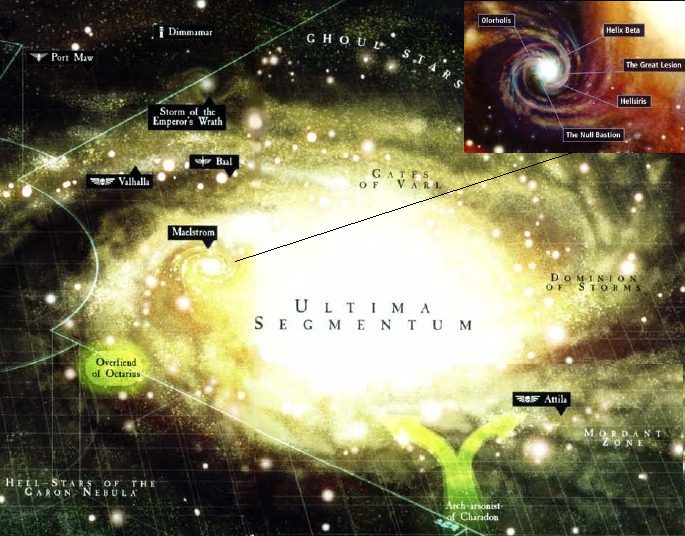 Dimmamar
Port Maw
GHOUL STARS
Olorholis
Helix Beta
The Great Lesion
Hellsiris
The Null Bastion
Storm of the
Emperor's Wrath
Baal
Valhalla
GATES
OF VARL
Maelstrom
DOMINION
OF STORMS
ULTIMA
SEGMENTUM
Overfiend
of Octarius
Attila
MORDANT
ZONE
HELL-STARS OF THE
GARON NEBULA
Arch-arsonist
of Charadon